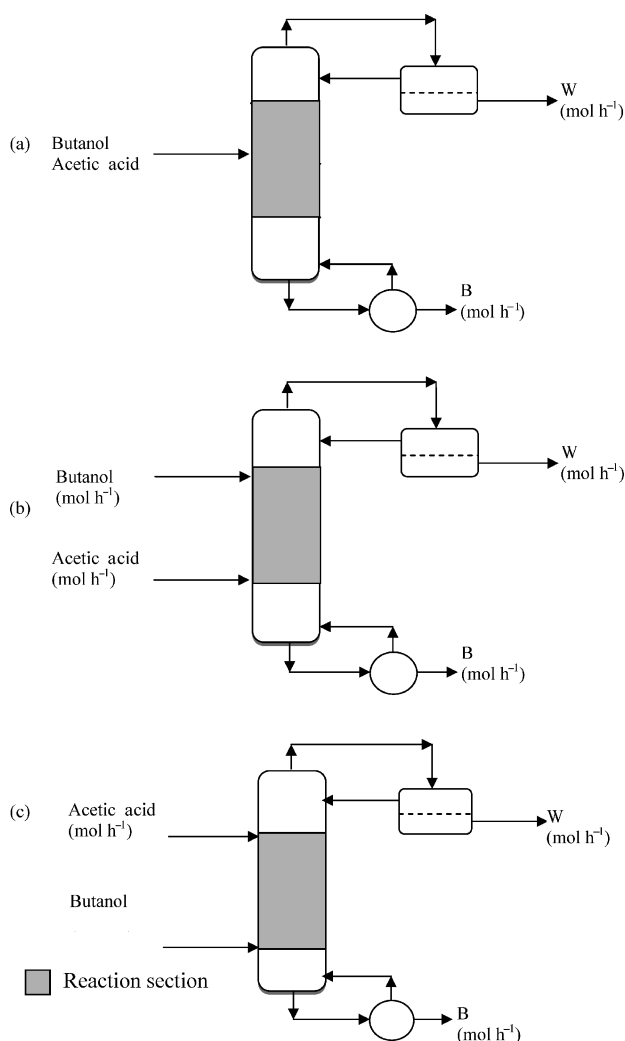 W
(mol h⁻¹)
(a)
Butanol
Acetic acid
B
(mol h⁻¹)
W
(mol h⁻¹)
Butanol
(mol h⁻¹)
(b)
Acetic acid
(mol h⁻¹)
B
(mol h⁻¹)
(c)
Acetic acid
(mol h⁻¹)
W
(mol h⁻¹)
Butanol
Reaction section
B
(mol h⁻¹)